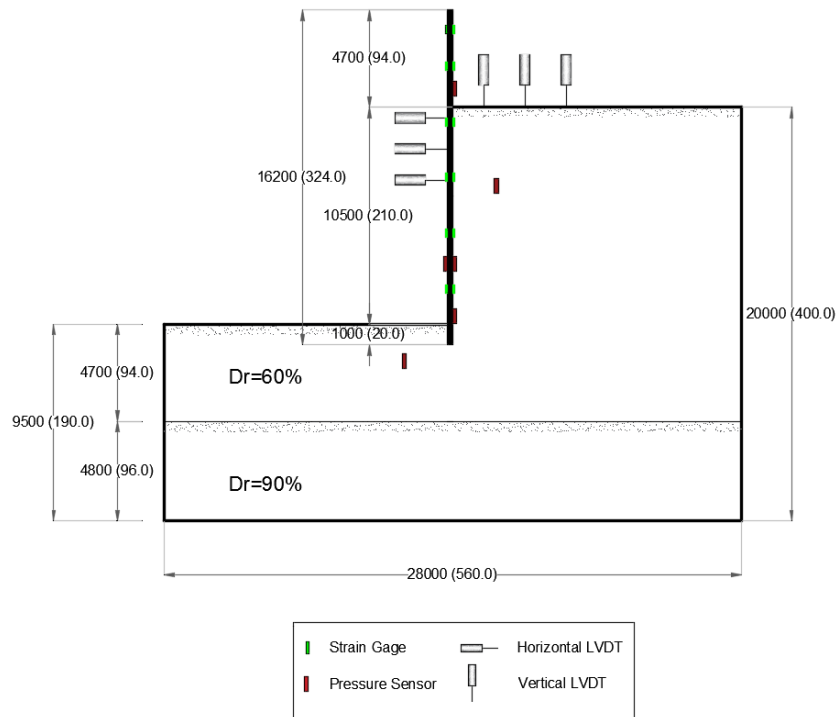 4700 (94.0)
16200 (324.0)
10500 (210.0)
20000 (400.0)
1000 (20.0)
4700 (94.0)
Dr=60%
9500 (190.0)
4800 (96.0)
Dr=90%
28000 (560.0)
Strain Gage
Horizontal LVDT
Pressure Sensor
Vertical LVDT